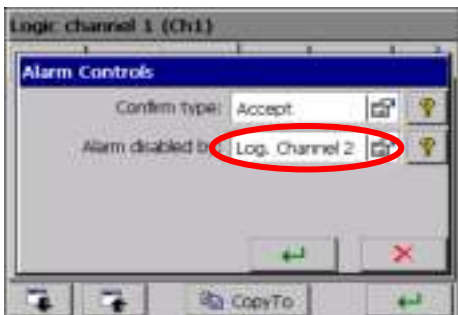 Logic channel 1 (Ch1)
Alarm Controls
Confirm type: Accept
Alarm disabled by: Log. Channel 2
CopyTo